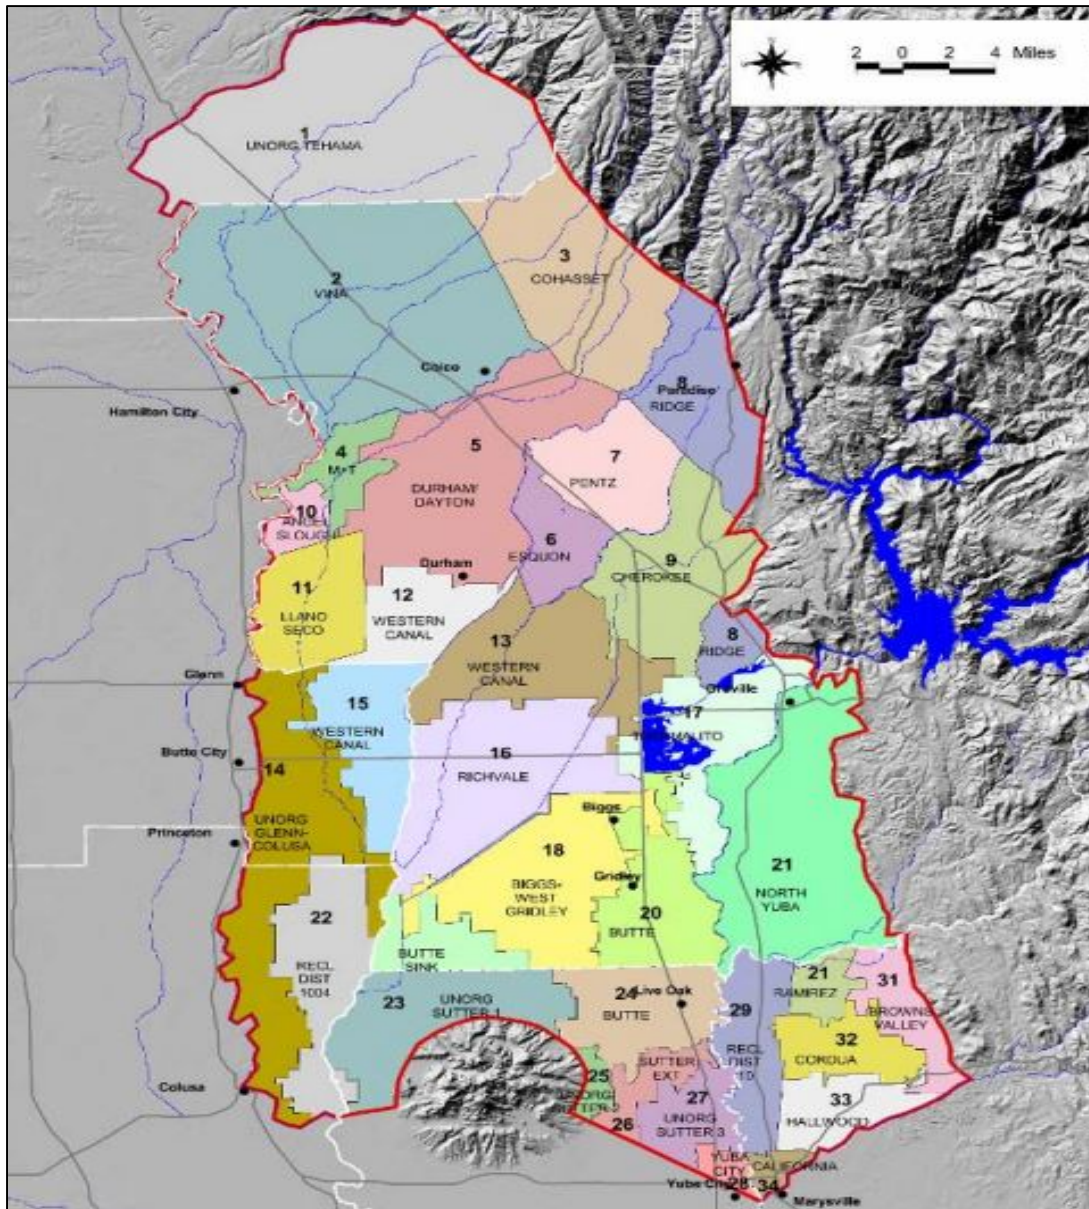 2 0 2 4 Miles
1
UNORG TEHAMA
2
VINA
3
COHASSET
Chico
Hamilton City
8
Paradise
RIDGE
4
M&T
5
DURHAM/
DAYTON
7
PENTZ
10
ANGEL
SLOUGH
6
ESQUON
Durham
9
CHEROKEE
11
LLANO
SECO
12
WESTERN
CANAL
13
WESTERN
CANAL
8
RIDGE
Glenn
Oroville
15
WESTERN
CANAL
17
THERMALITO
Butte City
14
UNORG
GLENN-
COLUSA
16
RICHVALE
Princeton
Biggs
18
BIGGS-
WEST
GRIDLEY
Gridley
20
BUTTE
21
NORTH
YUBA
22
RECL
DIST
1004
BUTTE
SINK
23
UNORG
SUTTER 1
24
Live Oak
BUTTE
29
RECL
DIST 10
21
RAMIREZ
31
BROWNS
VALLEY
32
CORDUA
Colusa
25
UNORG
SUTTER 2
SUTTER
EXT
26
27
UNORG
SUTTER 3
33
HALLWOOD
YUBA
CITY
CALIFORNIA
28
34
Marysville